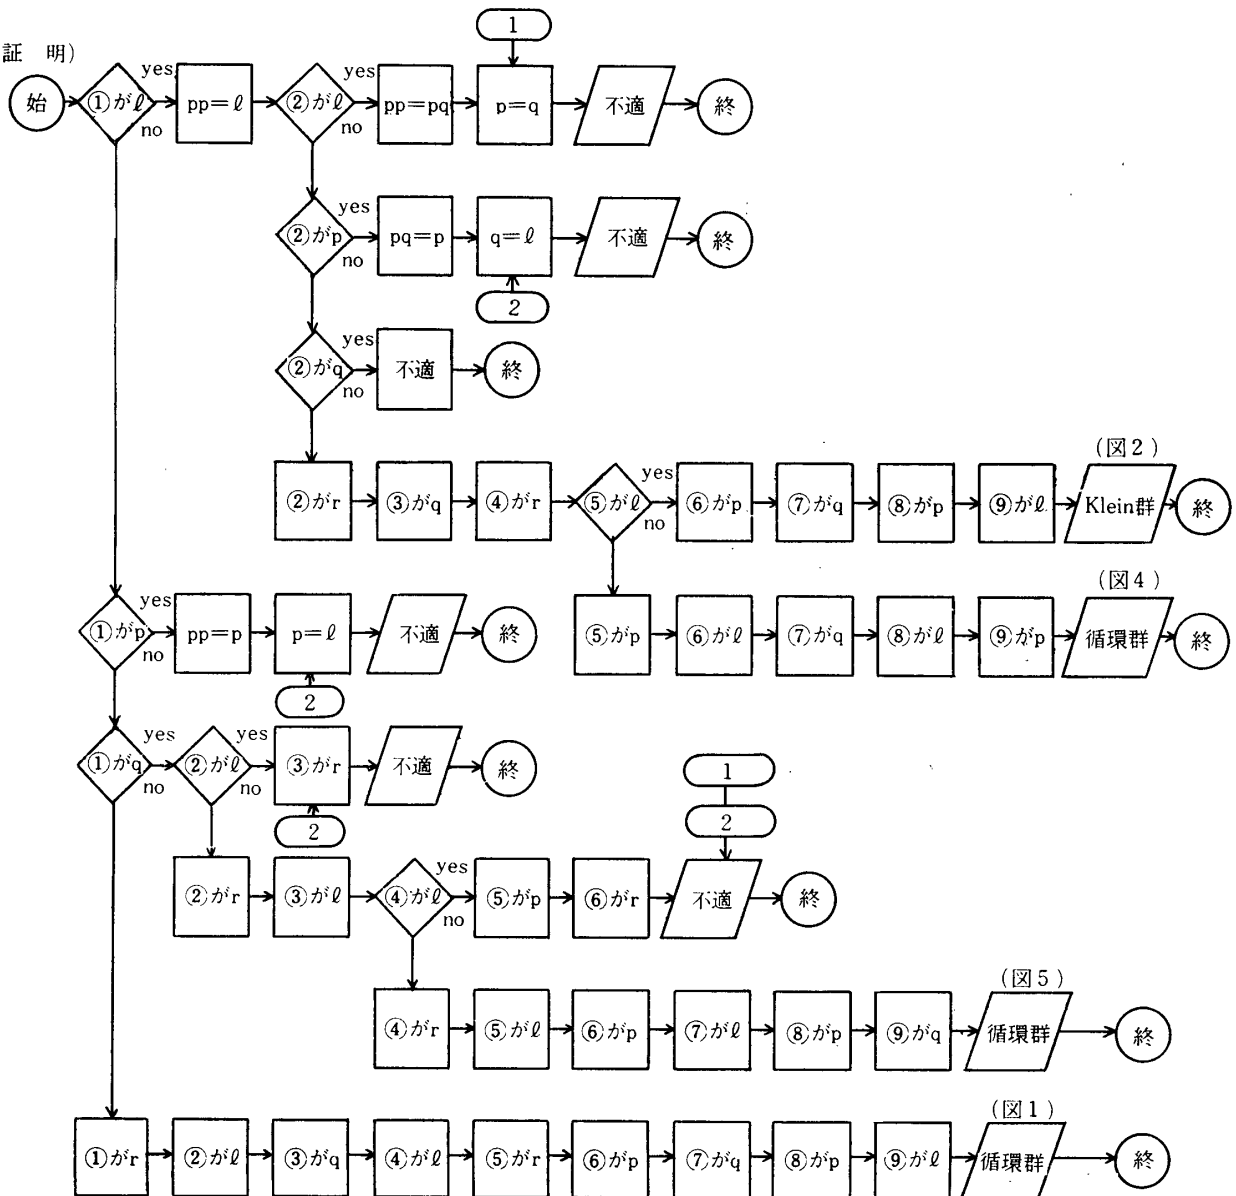 1
証 明)
始 ①がℓ yes no pp=ℓ ②がℓ yes no pp=pq p=q 不適 終
②がp yes no pq=p q=ℓ 不適 終
2
②がq yes no 不適 終
(図2)
②がr ③がq ④がr ⑤がℓ yes no ⑥がp ⑦がq ⑧がp ⑨がℓ Klein群 終
(図4)
⑤がp ⑥がℓ ⑦がq ⑧がℓ ⑨がp 循環群 終
①がp yes no pp=p p=ℓ 不適 終
2
①がq yes no ②がℓ yes no ③がr 不適 終
2
1
2
②がr ③がℓ ④がℓ yes no ⑤がp ⑥がr 不適 終
(図5)
④がr ⑤がℓ ⑥がp ⑦がℓ ⑧がp ⑨がq 循環群 終
(図1)
①がr ②がℓ ③がq ④がℓ ⑤がr ⑥がp ⑦がq ⑧がp ⑨がℓ 循環群 終